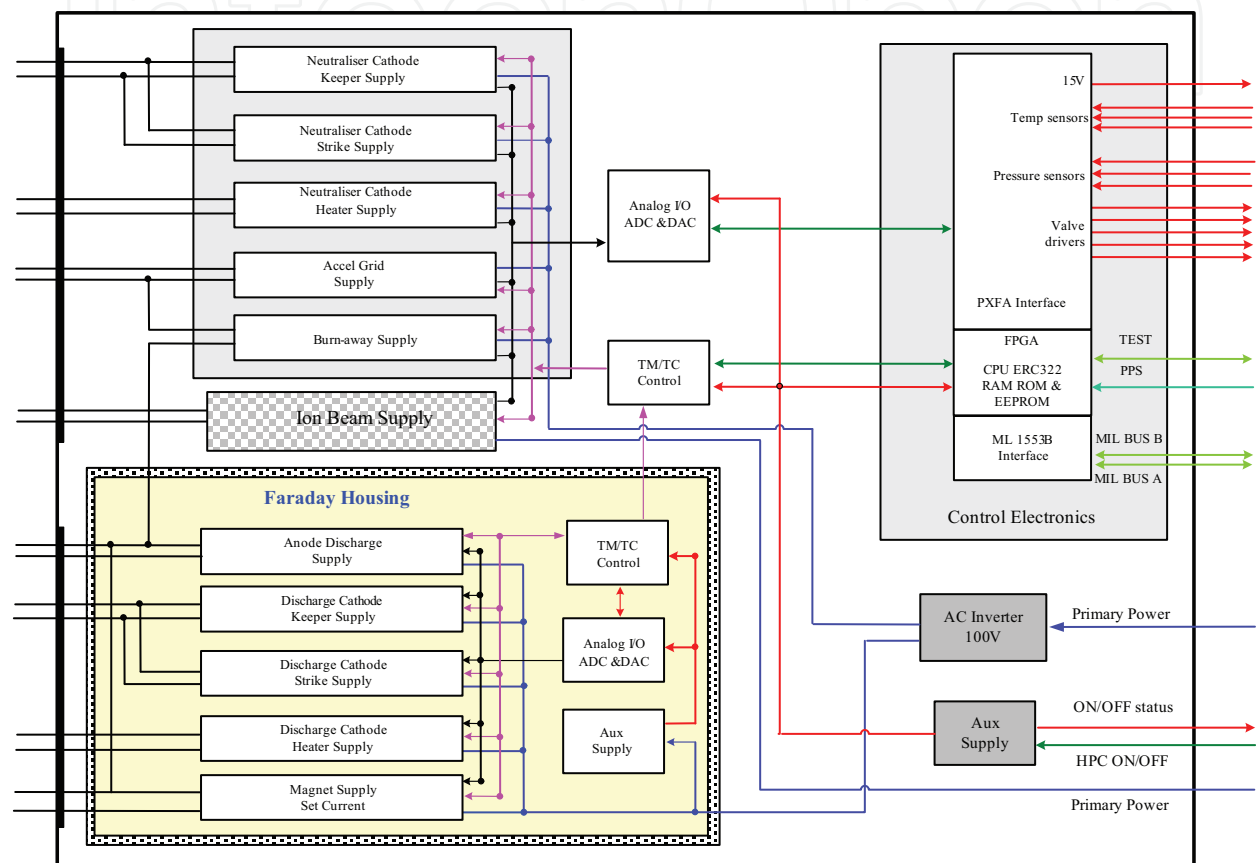 Neutraliser Cathode
Keeper Supply
Neutraliser Cathode
Strike Supply
Neutraliser Cathode
Heater Supply
Accel Grid
Supply
Burn-away Supply
Ion Beam Supply
Analog I/O
ADC &DAC
TM/TC
Control
15V
Temp sensors
Pressure sensors
Valve
drivers
PXFA Interface
FPGA
CPU ERC322
RAM ROM &
EEPROM
ML 1553B
Interface
Control Electronics
TEST
PPS
MIL BUS B
MIL BUS A
Faraday Housing
Anode Discharge
Supply
Discharge Cathode
Keeper Supply
Discharge Cathode
Strike Supply
Discharge Cathode
Heater Supply
Magnet Supply
Set Current
TM/TC
Control
Analog I/O
ADC &DAC
Aux
Supply
AC Inverter
100V
Primary Power
Aux
Supply
ON/OFF status
HPC ON/OFF
Primary Power